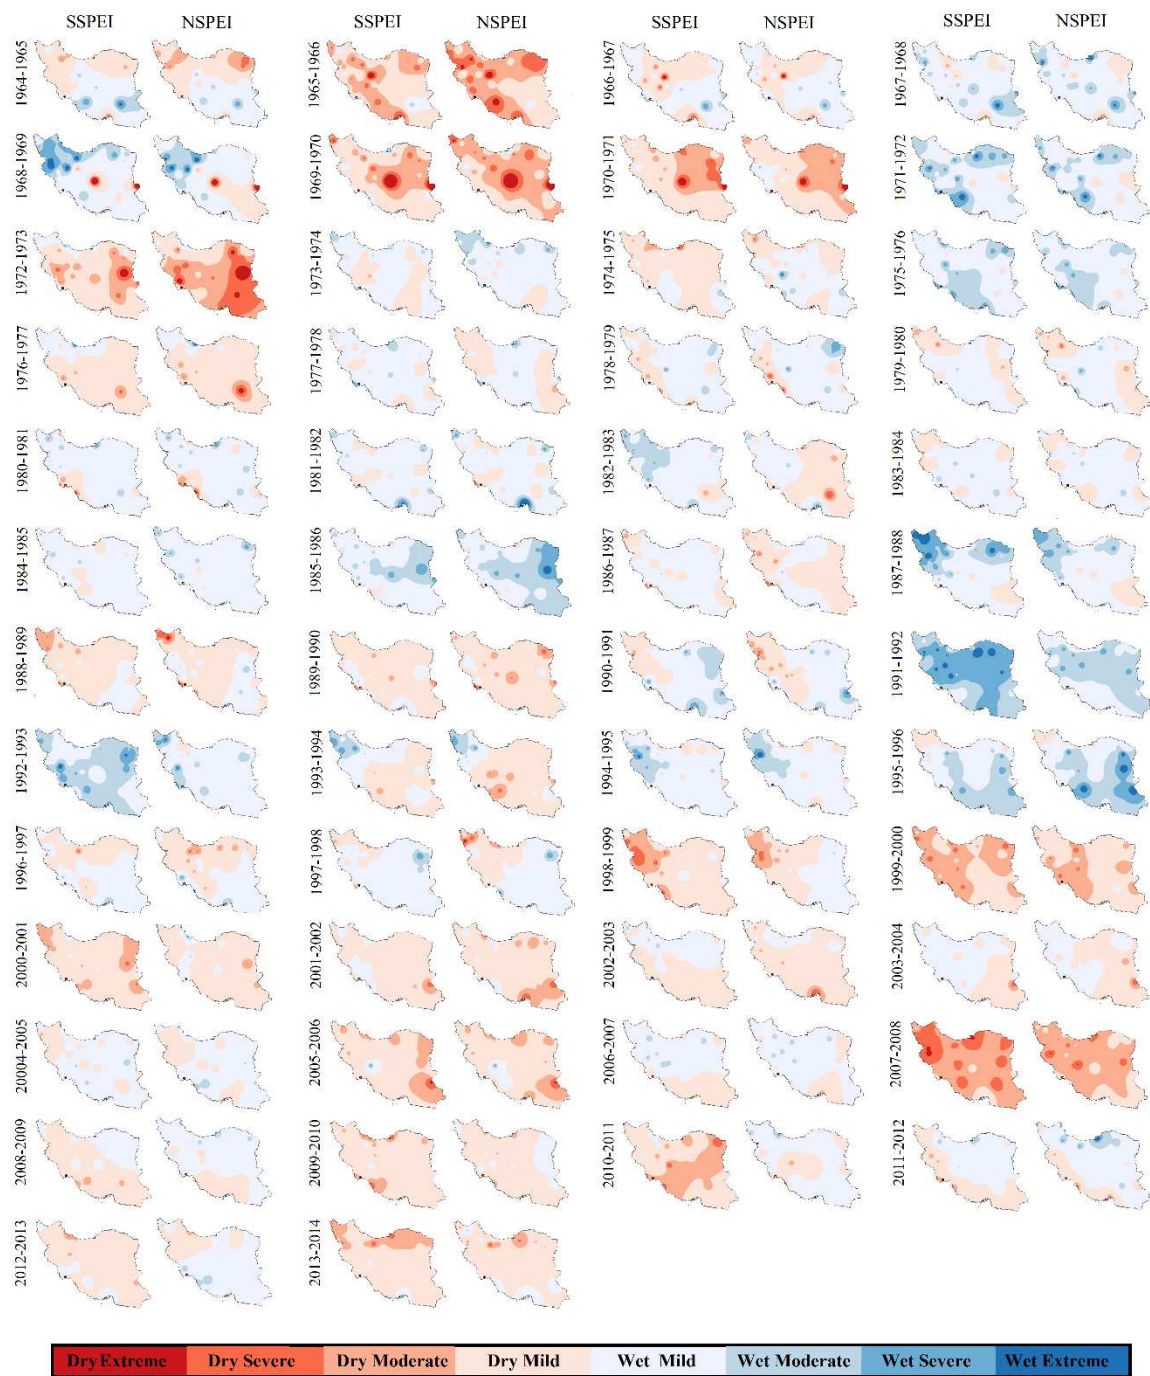 SSPEI NSPEI SSPEI NSPEI SSPEI NSPEI SSPEI NSPEI
1964-1965 1965-1966 1966-1967 1967-1968
1968-1969 1969-1970 1970-1971 1971-1972
1972-1973 1973-1974 1974-1975 1975-1976
1976-1977 1977-1978 1978-1979 1979-1980
1980-1981 1981-1982 1982-1983 1983-1984
1984-1985 1985-1986 1986-1987 1987-1988
1988-1989 1989-1990 1990-1991 1991-1992
1992-1993 1993-1994 1994-1995 1995-1996
1996-1997 1997-1998 1998-1999 1999-2000
2000-2001 2001-2002 2002-2003 2003-2004
20004-2005 2005-2006 2006-2007 2007-2008
2008-2009 2009-2010 2010-2011 2011-2012
2012-2013 2013-2014
Dry Extreme Dry Severe Dry Moderate Dry Mild Wet Mild Wet Moderate Wet Severe Wet Extreme